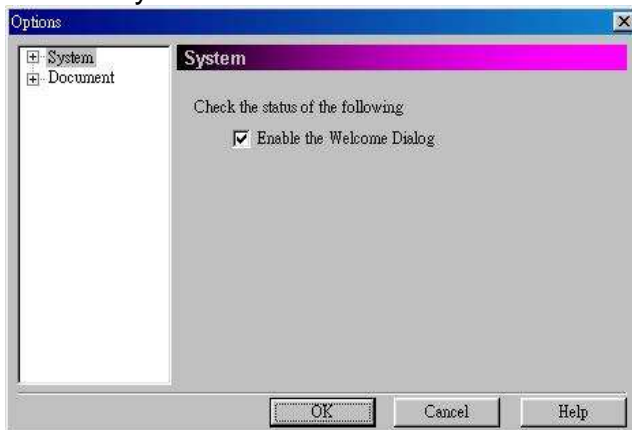 Options
System
Document
System
Check the status of the following
Enable the Welcome Dialog
OK
Cancel
Help